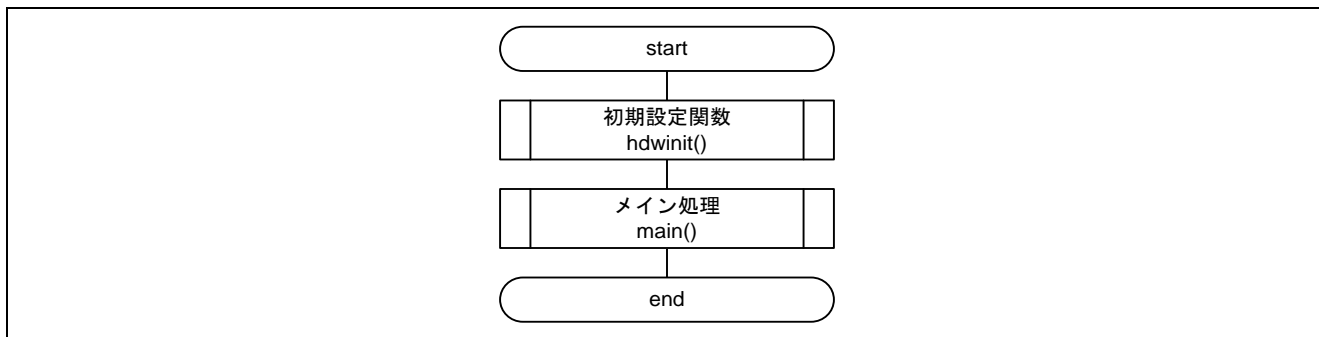 start
初期設定関数
hdwinit()
メイン処理
main()
end